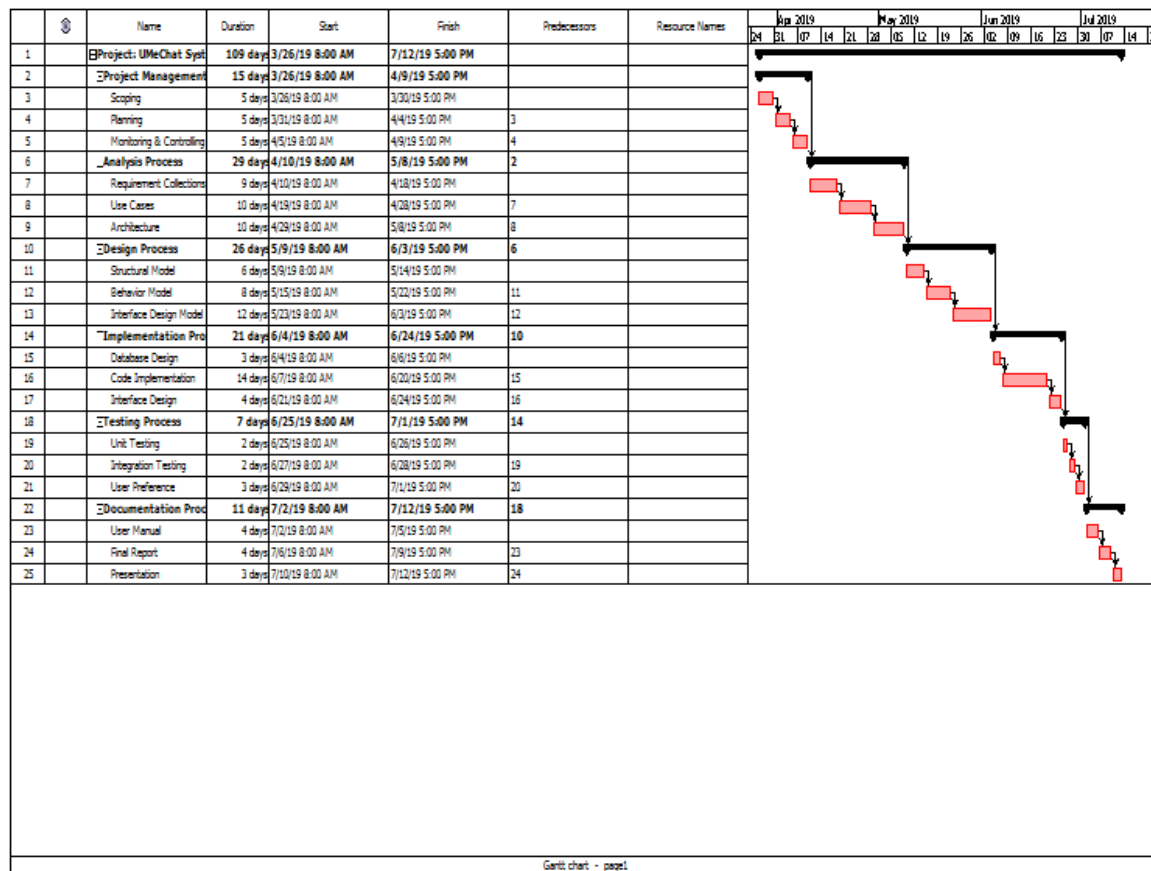 Name Duration Start Finish Predecessors Resource Names
Apr 2019 May 2019 Jun 2019 Jul 2019
24 31 07 14 21 28 05 12 19 26 02 09 16 23 30 07 14
1 Project: UMeChat Syst 109 days 3/26/19 8:00 AM 7/12/19 5:00 PM
2 Project Management 15 days 3/26/19 8:00 AM 4/9/19 5:00 PM
3 Scoping 5 days 3/26/19 8:00 AM 3/30/19 5:00 PM
4 Planning 5 days 3/31/19 8:00 AM 4/4/19 5:00 PM 3
5 Monitoring & Controlling 5 days 4/5/19 8:00 AM 4/9/19 5:00 PM 4
6 Analysis Process 29 days 4/10/19 8:00 AM 5/8/19 5:00 PM 2
7 Requirement Collections 9 days 4/10/19 8:00 AM 4/18/19 5:00 PM
8 Use Cases 10 days 4/19/19 8:00 AM 4/28/19 5:00 PM 7
9 Architecture 10 days 4/29/19 8:00 AM 5/8/19 5:00 PM 8
10 Design Process 26 days 5/9/19 8:00 AM 6/3/19 5:00 PM 6
11 Structural Model 6 days 5/9/19 8:00 AM 5/14/19 5:00 PM
12 Behavior Model 8 days 5/15/19 8:00 AM 5/22/19 5:00 PM 11
13 Interface Design Model 12 days 5/23/19 8:00 AM 6/3/19 5:00 PM 12
14 Implementation Pro 21 days 6/4/19 8:00 AM 6/24/19 5:00 PM 10
15 Database Design 3 days 6/4/19 8:00 AM 6/6/19 5:00 PM
16 Code Implementation 14 days 6/7/19 8:00 AM 6/20/19 5:00 PM 15
17 Interface Design 4 days 6/21/19 8:00 AM 6/24/19 5:00 PM 16
18 Testing Process 7 days 6/25/19 8:00 AM 7/1/19 5:00 PM 14
19 Unit Testing 2 days 6/25/19 8:00 AM 6/26/19 5:00 PM
20 Integration Testing 2 days 6/27/19 8:00 AM 6/28/19 5:00 PM 19
21 User Preference 3 days 6/29/19 8:00 AM 7/1/19 5:00 PM 20
22 Documentation Proc 11 days 7/2/19 8:00 AM 7/12/19 5:00 PM 18
23 User Manual 4 days 7/2/19 8:00 AM 7/5/19 5:00 PM
24 Final Report 4 days 7/6/19 8:00 AM 7/9/19 5:00 PM 23
25 Presentation 3 days 7/10/19 8:00 AM 7/12/19 5:00 PM 24
Gantt chart - page1